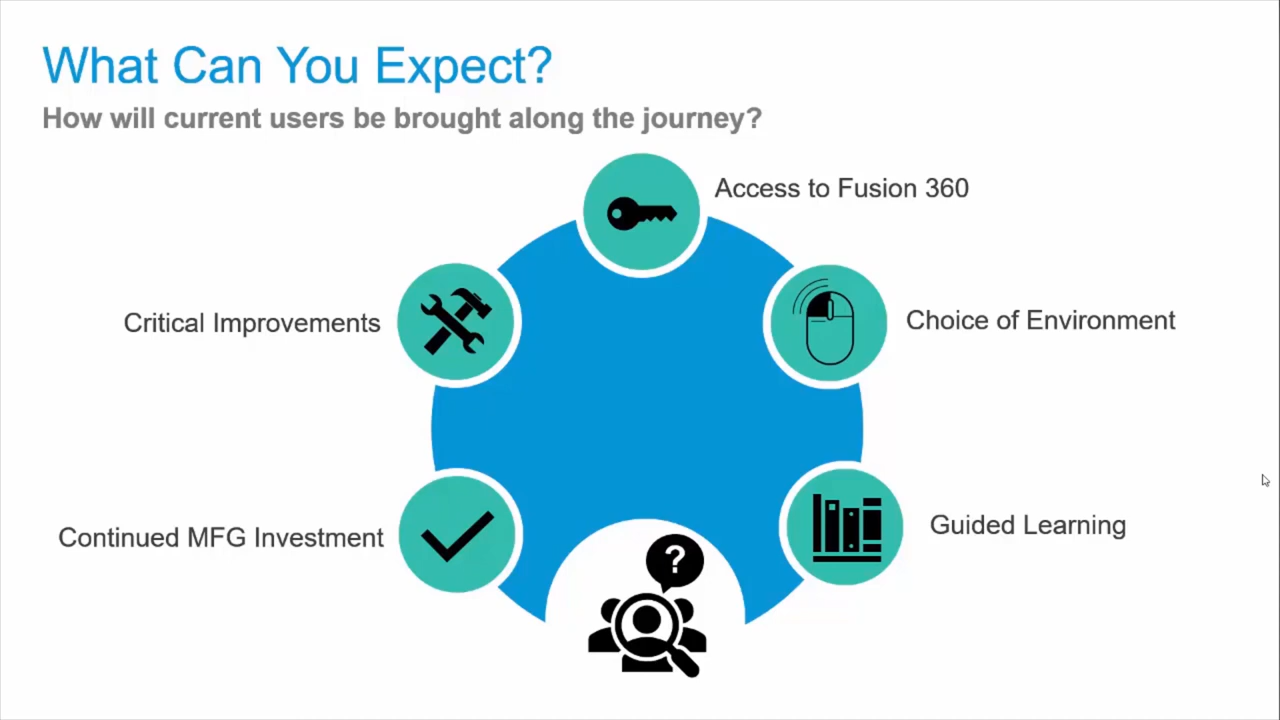 What Can You Expect?
How will current users be brought along the journey?
Access to Fusion 360
Critical Improvements
Choice of Environment
Continued MFG Investment
Guided Learning
?